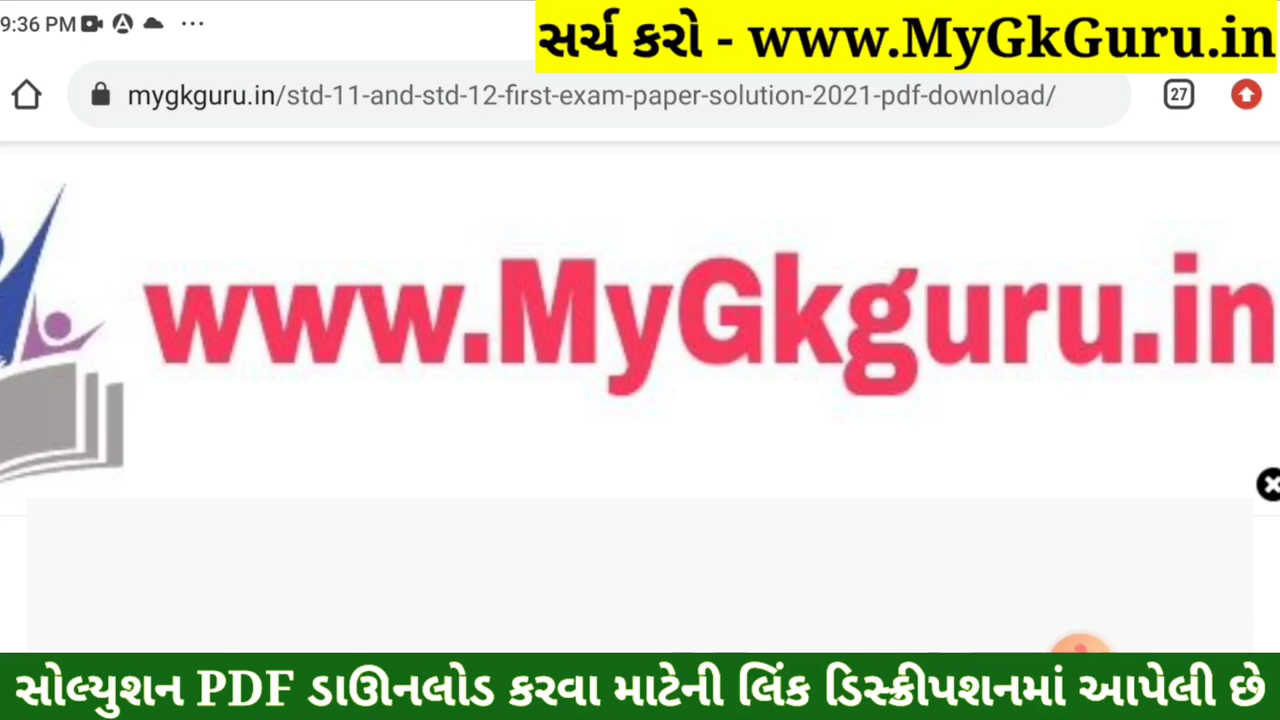 9:36 PM
સર્ચ કરો - www.MyGkGuru.in
mygkguru.in/std-11-and-std-12-first-exam-paper-solution-2021-pdf-download/
27
www.MyGkguru.in
સોલ્યુશન PDF ડાઊનલોડ કરવા માટેની લિંક ડિસ્ક્રીપશનમાં આપેલી છે